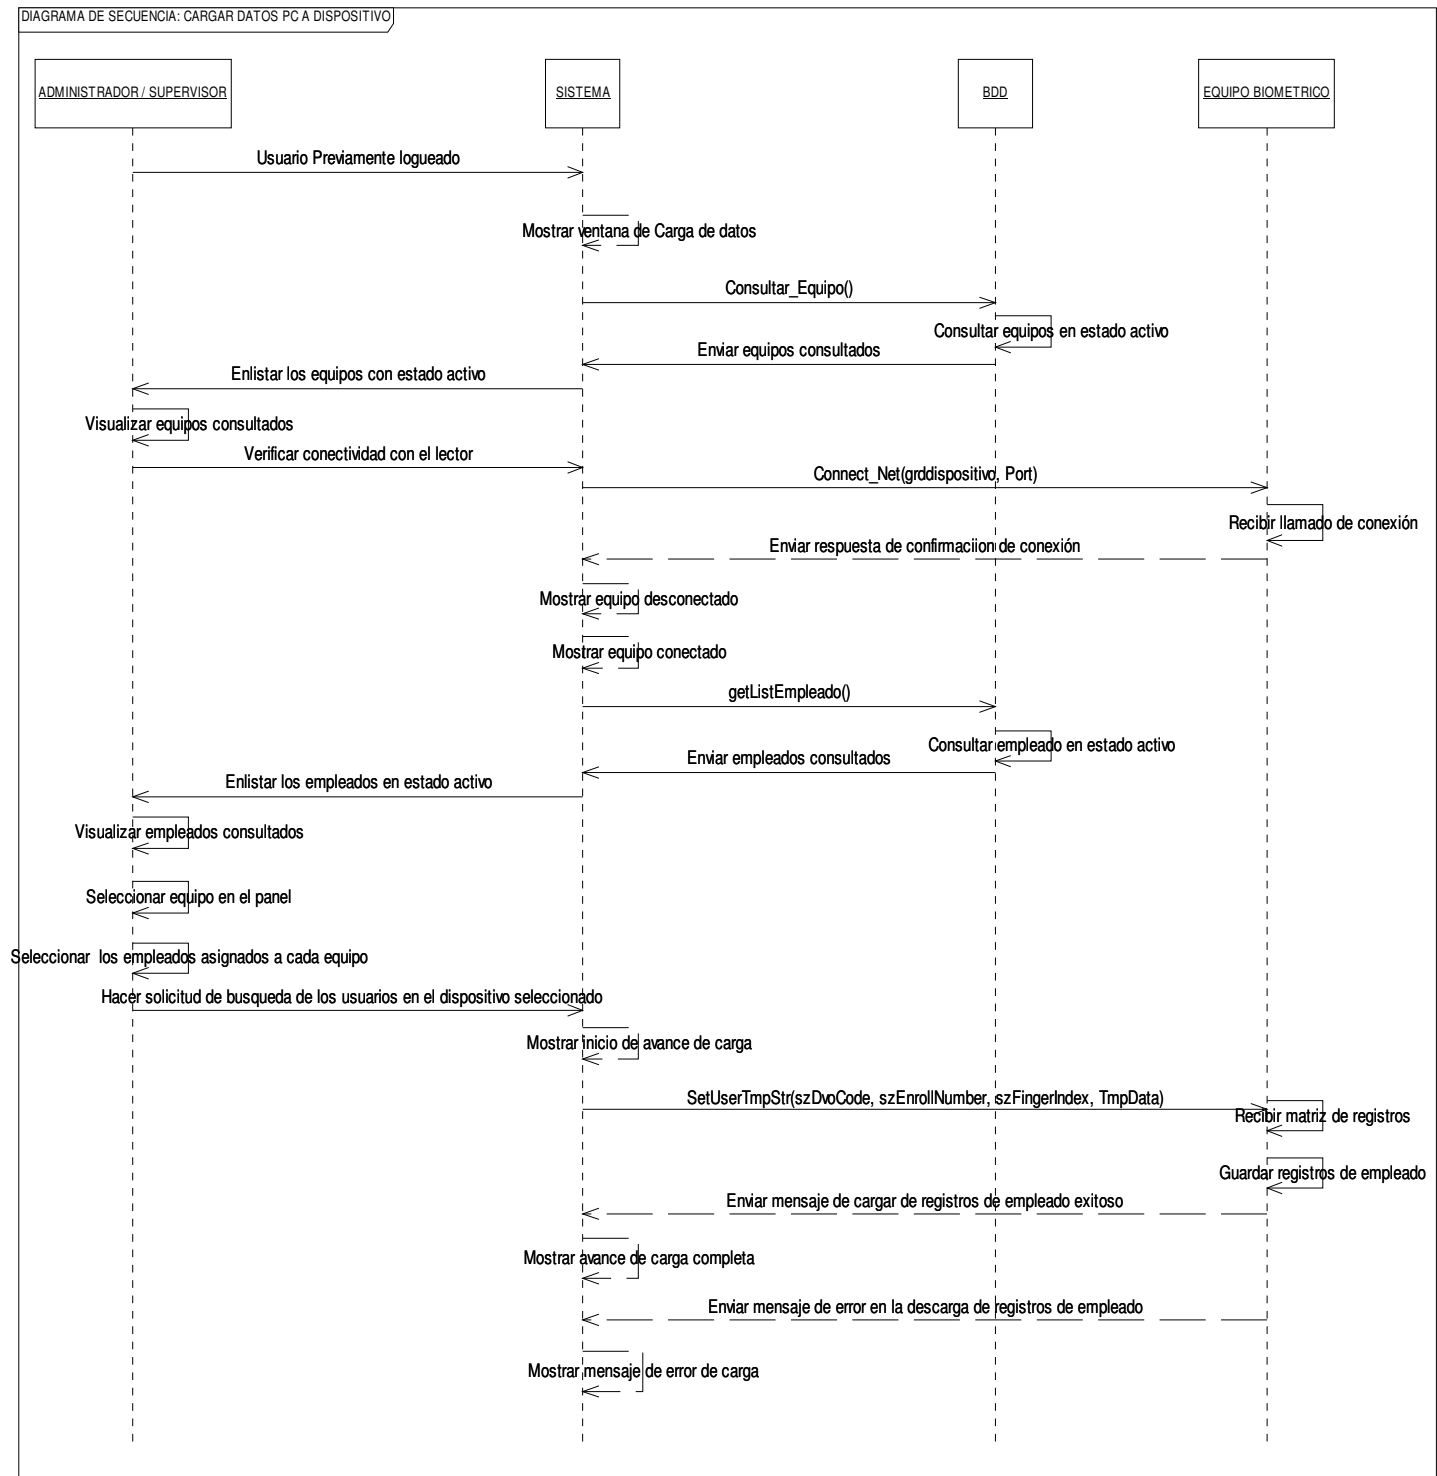 DIAGRAMA DE SECUENCIA: CARGAR DATOS PC A DISPOSITIVO
ADMINISTRADOR / SUPERVISOR
SISTEMA
BDD
EQUIPO BIOMETRICO
Usuario Previamente logueado
Mostrar ventana de Carga de datos
Consultar_Equipo()
Consultar equipos en estado activo
Enviar equipos consultados
Enlistar los equipos con estado activo
Visualizar equipos consultados
Verificar conectividad con el lector
Connect_Net(grddispositivo, Port)
Recibir llamado de conexión
Enviar respuesta de confirmaciion de conexión
Mostrar equipo desconectado
Mostrar equipo conectado
getListEmpleado()
Consultar empleado en estado activo
Enviar empleados consultados
Enlistar los empleados en estado activo
Visualizar empleados consultados
Seleccionar equipo en el panel
Seleccionar los empleados asignados a cada equipo
Hacer solicitud de busqueda de los usuarios en el dispositivo seleccionado
Mostrar inicio de avance de carga
SetUserTmpStr(szDvoCode, szEnrollNumber, szFingerIndex, TmpData)
Recibir matriz de registros
Guardar registros de empleado
Enviar mensaje de cargar de registros de empleado exitoso
Mostrar avance de carga completa
Enviar mensaje de error en la descarga de registros de empleado
Mostrar mensaje de error de carga